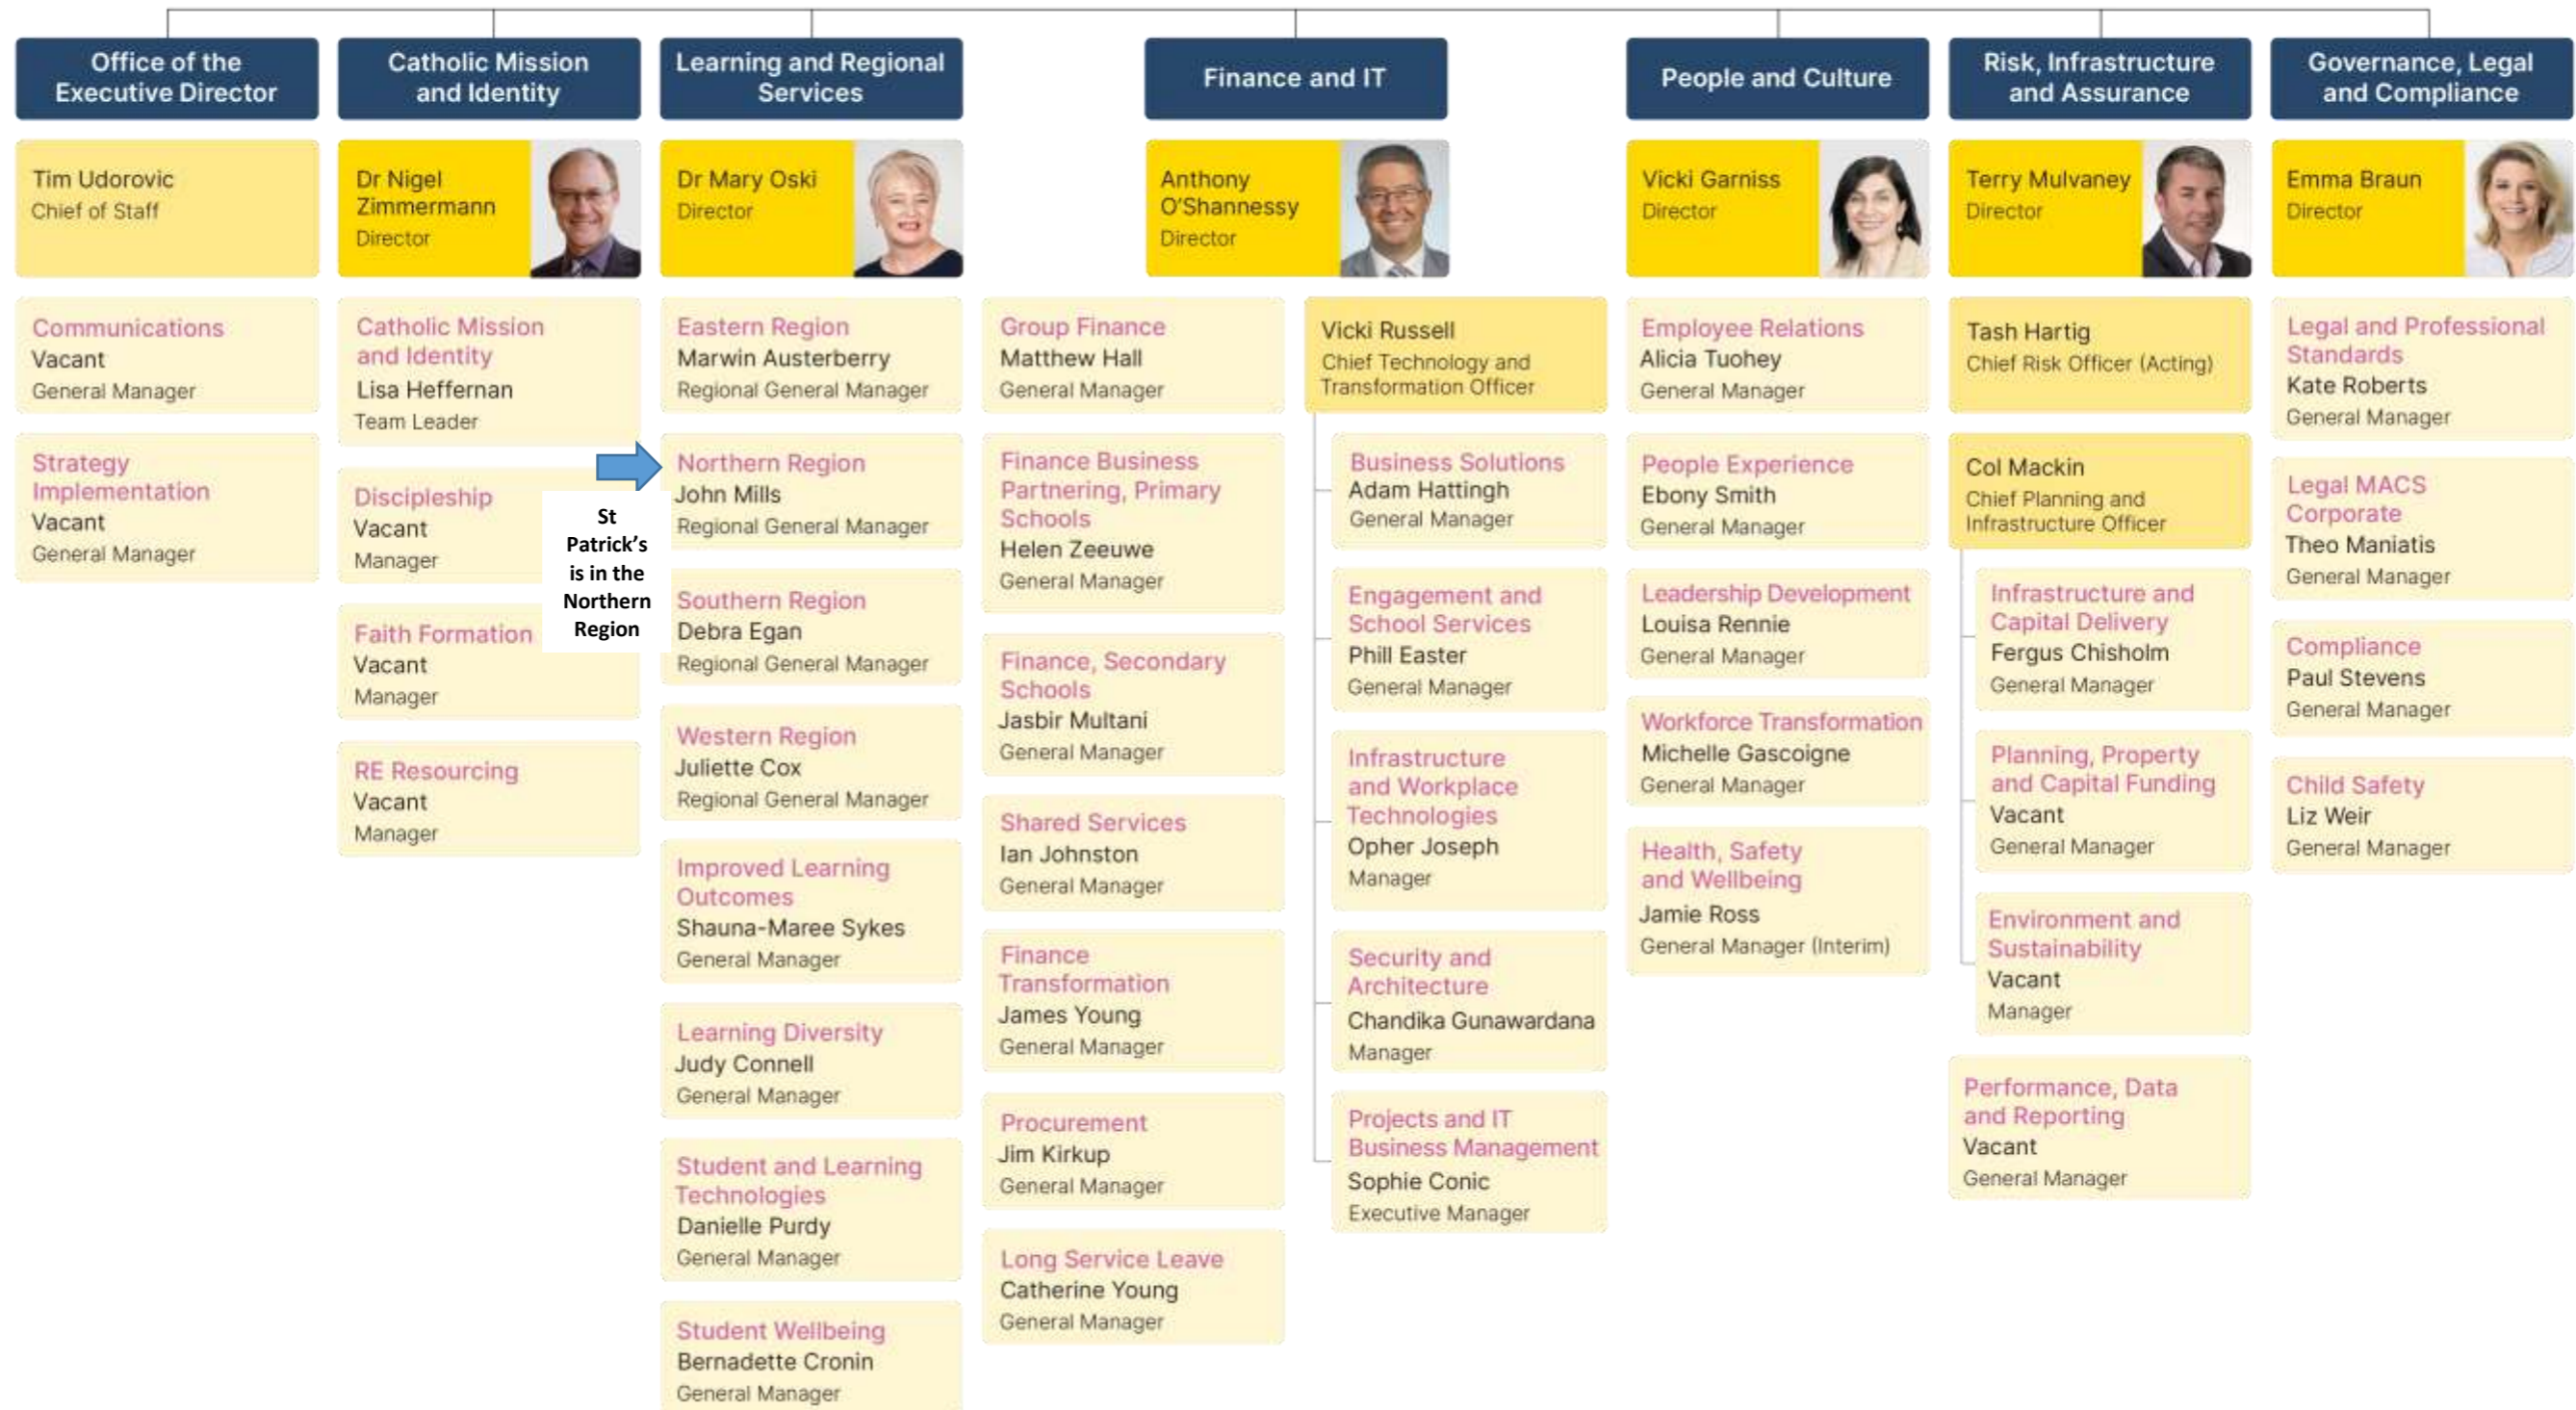 Office of the
Executive Director
Tim Udorovic
Chief of Staff
Communications
Vacant
General Manager
Strategy
Implementation
Vacant
General Manager
Catholic Mission
and Identity
Dr Nigel
Zimmermann
Director
Catholic Mission
and Identity
Lisa Heffernan
Team Leader
Discipleship
Vacant
Manager
Faith Formation
Vacant
Manager
RE Resourcing
Vacant
Manager
St
Patrick's
is in the
Northern
Region
Learning and Regional
Services
Dr Mary Oski
Director
Eastern Region
Marwin Austerberry
Regional General Manager
Northern Region
John Mills
Regional General Manager
Southern Region
Debra Egan
Regional General Manager
Western Region
Juliette Cox
Regional General Manager
Improved Learning
Outcomes
Shauna-Maree Sykes
General Manager
Learning Diversity
Judy Connell
General Manager
Student and Learning
Technologies
Danielle Purdy
General Manager
Student Wellbeing
Bernadette Cronin
General Manager
Finance and IT
Anthony
O'Shannessy
Director
Group Finance
Matthew Hall
General Manager
Finance Business
Partnering, Primary
Schools
Helen Zeeuwe
General Manager
Finance, Secondary
Schools
Jasbir Multani
General Manager
Shared Services
Ian Johnston
General Manager
Finance
Transformation
James Young
General Manager
Procurement
Jim Kirkup
General Manager
Long Service Leave
Catherine Young
General Manager
Vicki Russell
Chief Technology and
Transformation Officer
Business Solutions
Adam Hattingh
General Manager
Engagement and
School Services
Phill Easter
General Manager
Infrastructure
and Workplace
Technologies
Opher Joseph
Manager
Security and
Architecture
Chandika Gunawardana
Manager
Projects and IT
Business Management
Sophie Conic
Executive Manager
People and Culture
Vicki Garniss
Director
Employee Relations
Alicia Tuohey
General Manager
People Experience
Ebony Smith
General Manager
Leadership Development
Louisa Rennie
General Manager
Workforce Transformation
Michelle Gascoigne
General Manager
Health, Safety
and Wellbeing
Jamie Ross
General Manager (Interim)
Risk, Infrastructure
and Assurance
Terry Mulvaney
Director
Tash Hartig
Chief Risk Officer (Acting)
Col Mackin
Chief Planning and
Infrastructure Officer
Infrastructure and
Capital Delivery
Fergus Chisholm
General Manager
Planning, Property
and Capital Funding
Vacant
General Manager
Environment and
Sustainability
Vacant
Manager
Performance, Data
and Reporting
Vacant
General Manager
Governance, Legal
and Compliance
Emma Braun
Director
Legal and Professional
Standards
Kate Roberts
General Manager
Legal MACS
Corporate
Theo Maniatis
General Manager
Compliance
Paul Stevens
General Manager
Child Safety
Liz Weir
General Manager